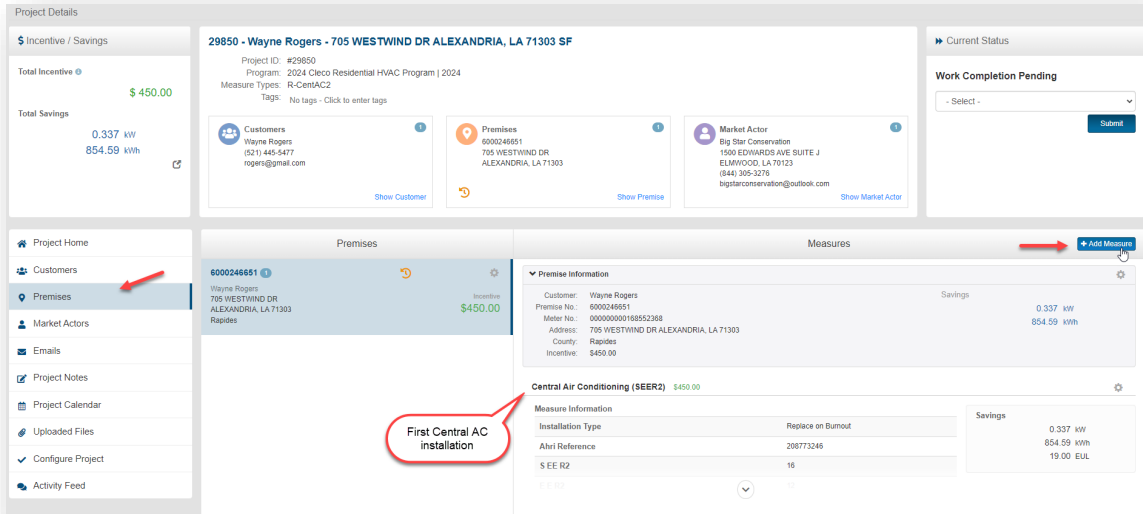 Project Details
$ Incentive / Savings
Total Incentive
$ 450.00
Total Savings
0.337 kW
854.59 kWh
29850 - Wayne Rogers - 705 WESTWIND DR ALEXANDRIA, LA 71303 SF
Project ID: #29850
Program: 2024 Cleco Residential HVAC Program | 2024
Measure Types: R-CentAC2
Tags: No tags - Click to enter tags
Customers 1
Wayne Rogers
(521) 445-5477
rogers@gmail.com
Show Customer
Premises 1
6000246651
705 WESTWIND DR
ALEXANDRIA, LA 71303
Show Premise
Market Actor 1
Big Star Conservation
1500 EDWARDS AVE SUITE J
ELMWOOD, LA 70123
(844) 305-3276
bigstarconservation@outlook.com
Show Market Actor
Current Status
Work Completion Pending
- Select -
Submit
Project Home
Customers
Premises
Market Actors
Emails
Project Notes
Project Calendar
Uploaded Files
Configure Project
Activity Feed
Premises
6000246651 1
Wayne Rogers
705 WESTWIND DR
ALEXANDRIA, LA 71303
Rapides
Incentive
$450.00
Measures
+ Add Measure
Premise Information
Customer: Wayne Rogers
Premise No.: 6000246651
Meter No.: 00000000168552368
Address: 705 WESTWIND DR ALEXANDRIA, LA 71303
County: Rapides
Incentive: $450.00
Savings
0.337 kW
854.59 kWh
Central Air Conditioning (SEER2) $450.00
First Central AC
installation
Measure Information
Installation Type Replace on Burnout
Ahri Reference 208773246
S EE R2 16
Savings
0.337 kW
854.59 kWh
19.00 EUL